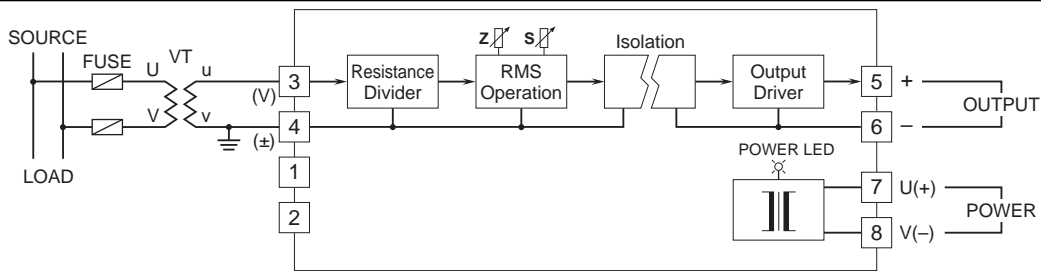 SOURCE
FUSE
VT
U
u
V
v
LOAD
3
(V)
4
(±)
1
2
Resistance
Divider
Z
S
RMS
Operation
Isolation
Output
Driver
5
+
OUTPUT
6
–
POWER LED
7
U(+)
POWER
8
V(–)